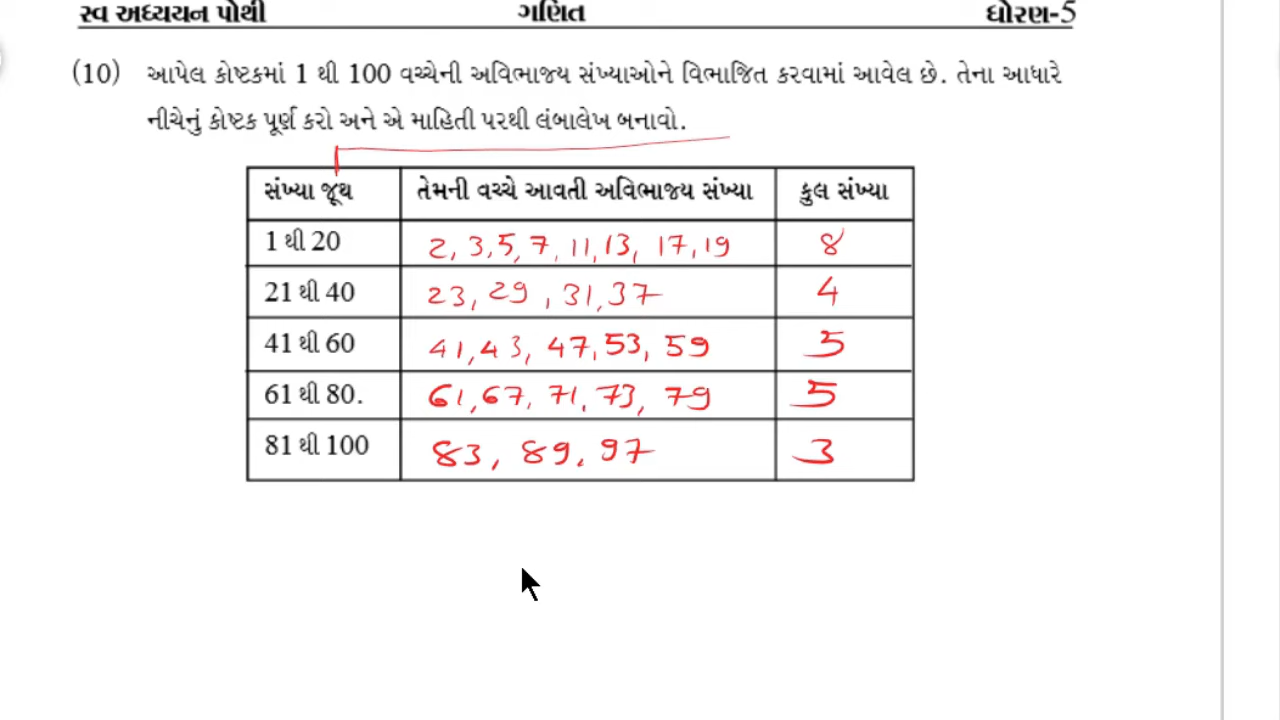 સ્વ અધ્યયન પોથી ગણિત ધોરણ-5
(10) આપેલ કોષ્ટકમાં 1 થી 100 વચ્ચેની અવિભાજ્ય સંખ્યાઓને વિભાજિત કરવામાં આવેલ છે. તેના આધારે
નીચેનું કોષ્ટક પૂર્ણ કરો અને એ માહિતી પરથી લંબાલેખ બનાવો.
સંખ્યા જૂથ તેમની વચ્ચે આવતી અવિભાજ્ય સંખ્યા કુલ સંખ્યા
1 થી 20 2, 3, 5, 7, 11, 13, 17, 19 8
21 થી 40 23, 29, 31, 37 4
41 થી 60 41, 43, 47, 53, 59 5
61 થી 80. 61, 67, 71, 73, 79 5
81 થી 100 83, 89, 97 3